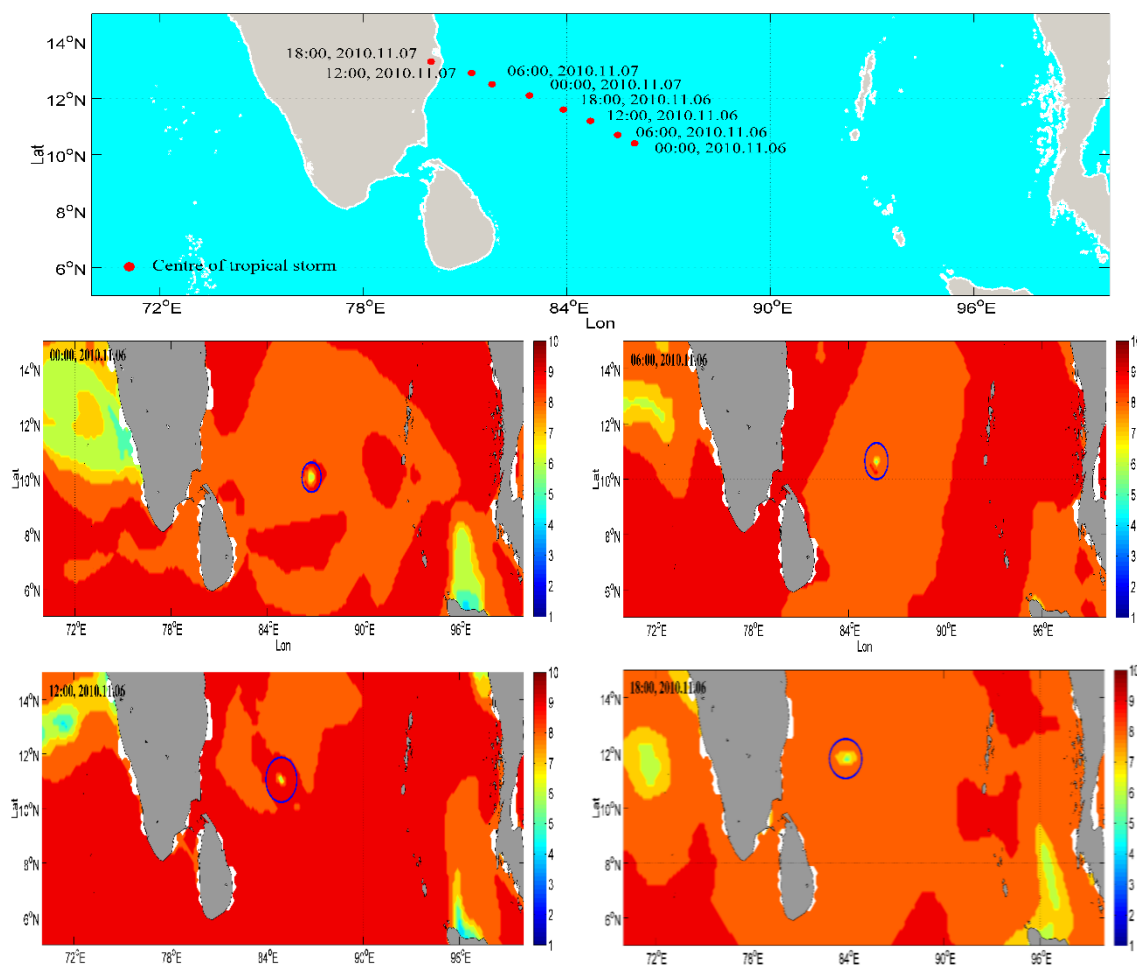 14°N
18:00, 2010.11.07
12:00, 2010.11.07
06:00, 2010.11.07
00:00, 2010.11.07
12°N
18:00, 2010.11.06
12:00, 2010.11.06
06:00, 2010.11.06
00:00, 2010.11.06
10°N
Lat
8°N
6°N
Centre of tropical storm
72°E 78°E 84°E 90°E 96°E
Lon
00:00, 2010.11.06
14°N
12°N
10°N
8°N
6°N
Lat
72°E 78°E 84°E 90°E 96°E
Lon
10
9
8
7
6
5
4
3
2
1
06:00, 2010.11.06
14°N
12°N
10°N
8°N
6°N
Lat
72°E 78°E 84°E 90°E 96°E
Lon
9
8
7
6
5
4
3
2
1
12:00, 2010.11.06
14°N
12°N
10°N
8°N
6°N
Lat
72°E 78°E 84°E 90°E 96°E
10
9
8
7
6
5
4
3
2
1
18:00, 2010.11.06
14°N
12°N
10°N
8°N
6°N
Lat
72°E 78°E 84°E 90°E 96°E
10
9
8
7
6
5
4
3
2
1